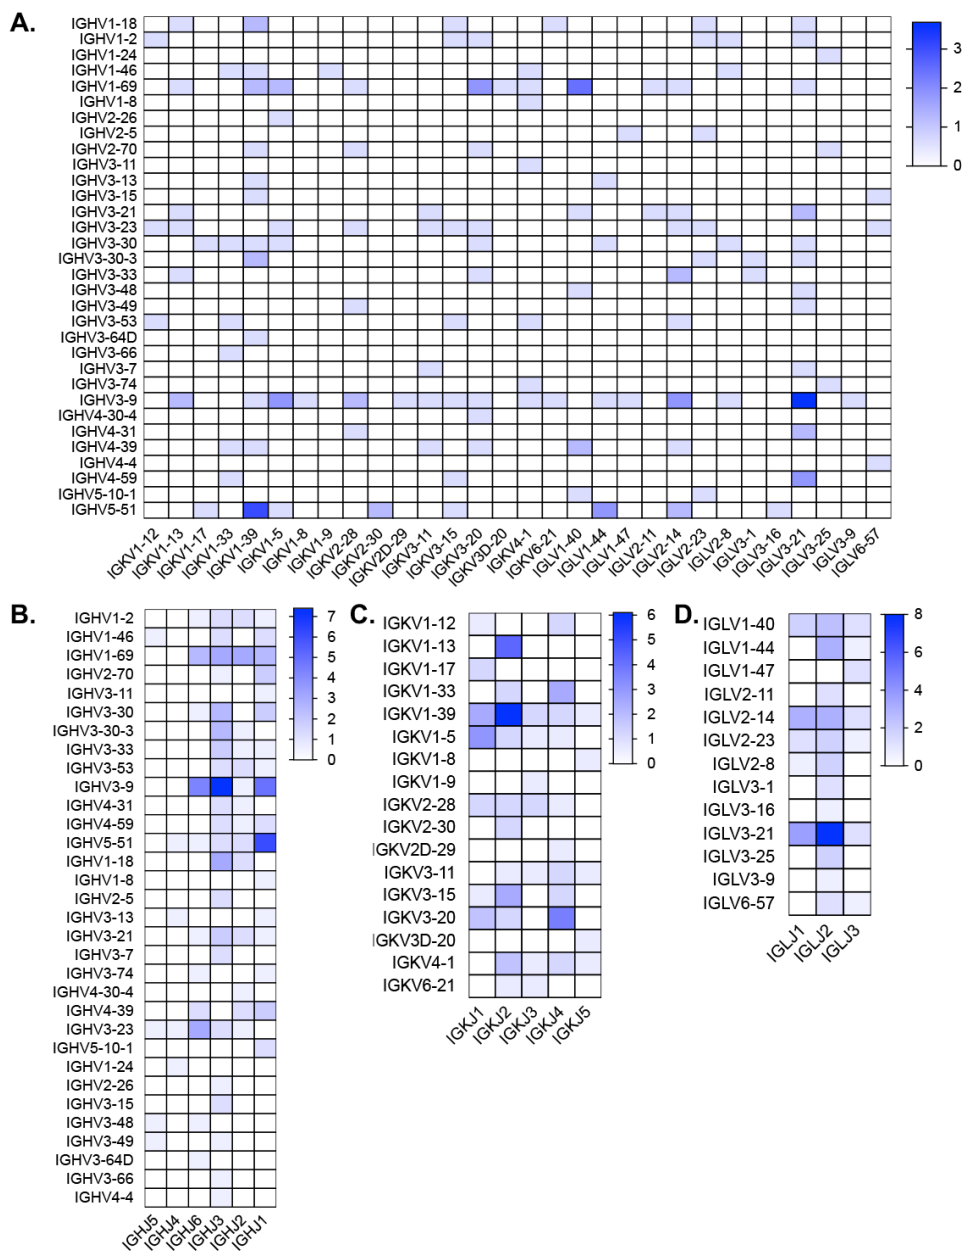 A.
IGHV1-18
IGHV1-2
IGHV1-24
IGHV1-46
IGHV1-69
IGHV1-8
IGHV2-26
IGHV2-5
IGHV2-70
IGHV3-11
IGHV3-13
IGHV3-15
IGHV3-21
IGHV3-23
IGHV3-30
IGHV3-30-3
IGHV3-33
IGHV3-48
IGHV3-49
IGHV3-53
IGHV3-64D
IGHV3-66
IGHV3-7
IGHV3-74
IGHV3-9
IGHV4-30-4
IGHV4-31
IGHV4-39
IGHV4-4
IGHV4-59
IGHV5-10-1
IGHV5-51
IGKV1-12
IGKV1-13
IGKV1-17
IGKV1-33
IGKV1-39
IGKV1-5
IGKV1-8
IGKV1-9
IGKV2-28
IGKV2-30
IGKV2D-29
IGKV3-11
IGKV3-15
IGKV3-20
IGKV3D-20
IGKV4-1
IGKV6-21
IGLV1-40
IGLV1-44
IGLV1-47
IGLV2-11
IGLV2-14
IGLV2-23
IGLV2-8
IGLV3-1
IGLV3-16
IGLV3-21
IGLV3-25
IGLV3-9
IGLV6-57
3
2
1
0
B.
IGHV1-2
IGHV1-46
IGHV1-69
IGHV2-70
IGHV3-11
IGHV3-30
IGHV3-30-3
IGHV3-33
IGHV3-53
IGHV3-9
IGHV4-31
IGHV4-59
IGHV5-51
IGHV1-18
IGHV1-8
IGHV2-5
IGHV3-13
IGHV3-21
IGHV3-7
IGHV3-74
IGHV4-30-4
IGHV4-39
IGHV3-23
IGHV5-10-1
IGHV1-24
IGHV2-26
IGHV3-15
IGHV3-48
IGHV3-49
IGHV3-64D
IGHV3-66
IGHV4-4
IGHJ5
IGHJ4
IGHJ6
IGHJ3
IGHJ2
IGHJ1
7
6
5
4
3
2
1
0
C.
IGKV1-12
IGKV1-13
IGKV1-17
IGKV1-33
IGKV1-39
IGKV1-5
IGKV1-8
IGKV1-9
IGKV2-28
IGKV2-30
IGKV2D-29
IGKV3-11
IGKV3-15
IGKV3-20
IGKV3D-20
IGKV4-1
IGKV6-21
IGKJ1
IGKJ2
IGKJ3
IGKJ4
IGKJ5
6
5
4
3
2
1
0
D.
IGLV1-40
IGLV1-44
IGLV1-47
IGLV2-11
IGLV2-14
IGLV2-23
IGLV2-8
IGLV3-1
IGLV3-16
IGLV3-21
IGLV3-25
IGLV3-9
IGLV6-57
IGLJ1
IGLJ2
IGLJ3
8
6
4
2
0